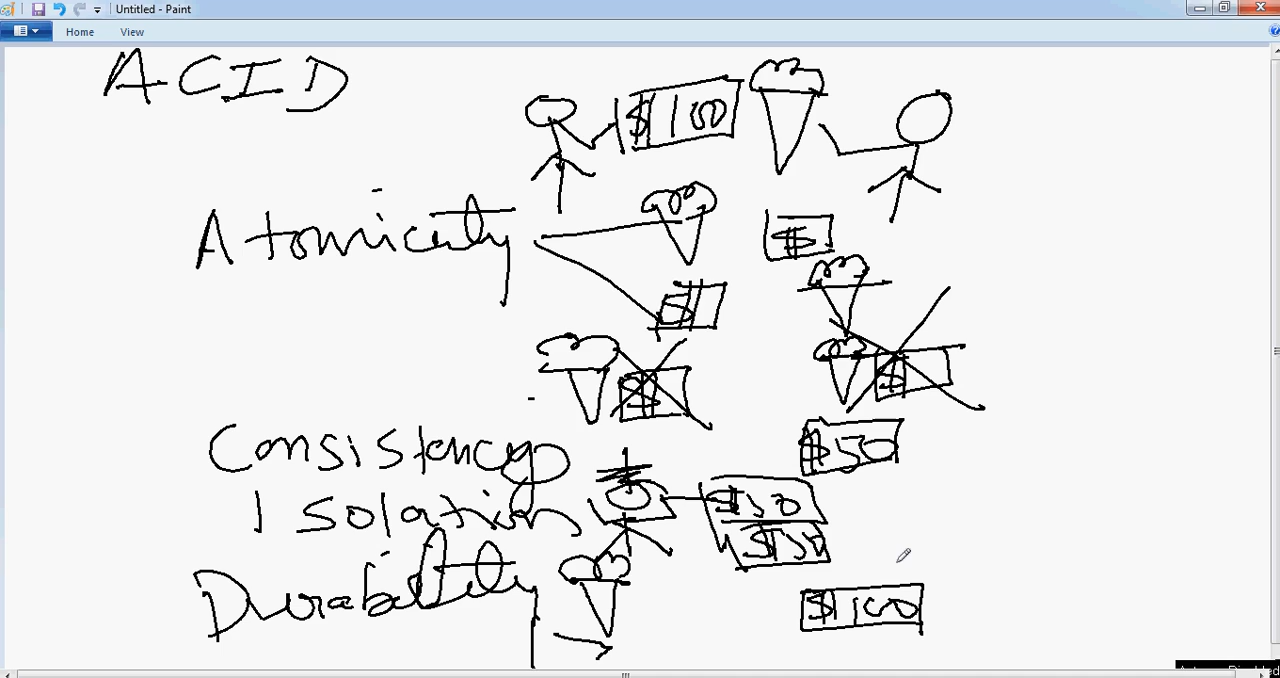 Untitled - Paint
Home View
ACID
$100
Atomicity
$
$
$
$
Consistency
$50
Isolation
$50
$50
Durability
$100